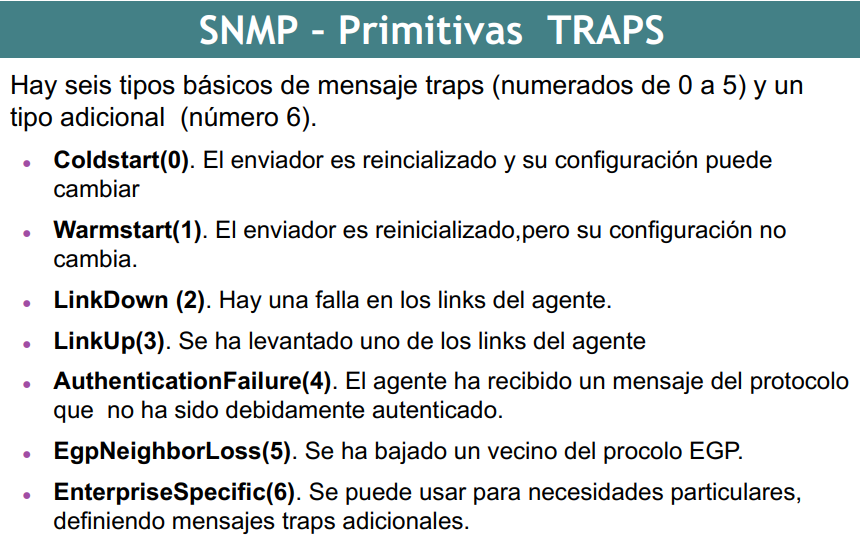 SNMP – Primitivas TRAPS
Hay seis tipos básicos de mensaje traps (numerados de 0 a 5) y un
tipo adicional (número 6).
• Coldstart(0). El enviador es reincializado y su configuración puede
cambiar
• Warmstart(1). El enviador es reinicializado,pero su configuración no
cambia.
• LinkDown (2). Hay una falla en los links del agente.
• LinkUp(3). Se ha levantado uno de los links del agente
• AuthenticationFailure(4). El agente ha recibido un mensaje del protocolo
que no ha sido debidamente autenticado.
• EgpNeighborLoss(5). Se ha bajado un vecino del procolo EGP.
• EnterpriseSpecific(6). Se puede usar para necesidades particulares,
definiendo mensajes traps adicionales.